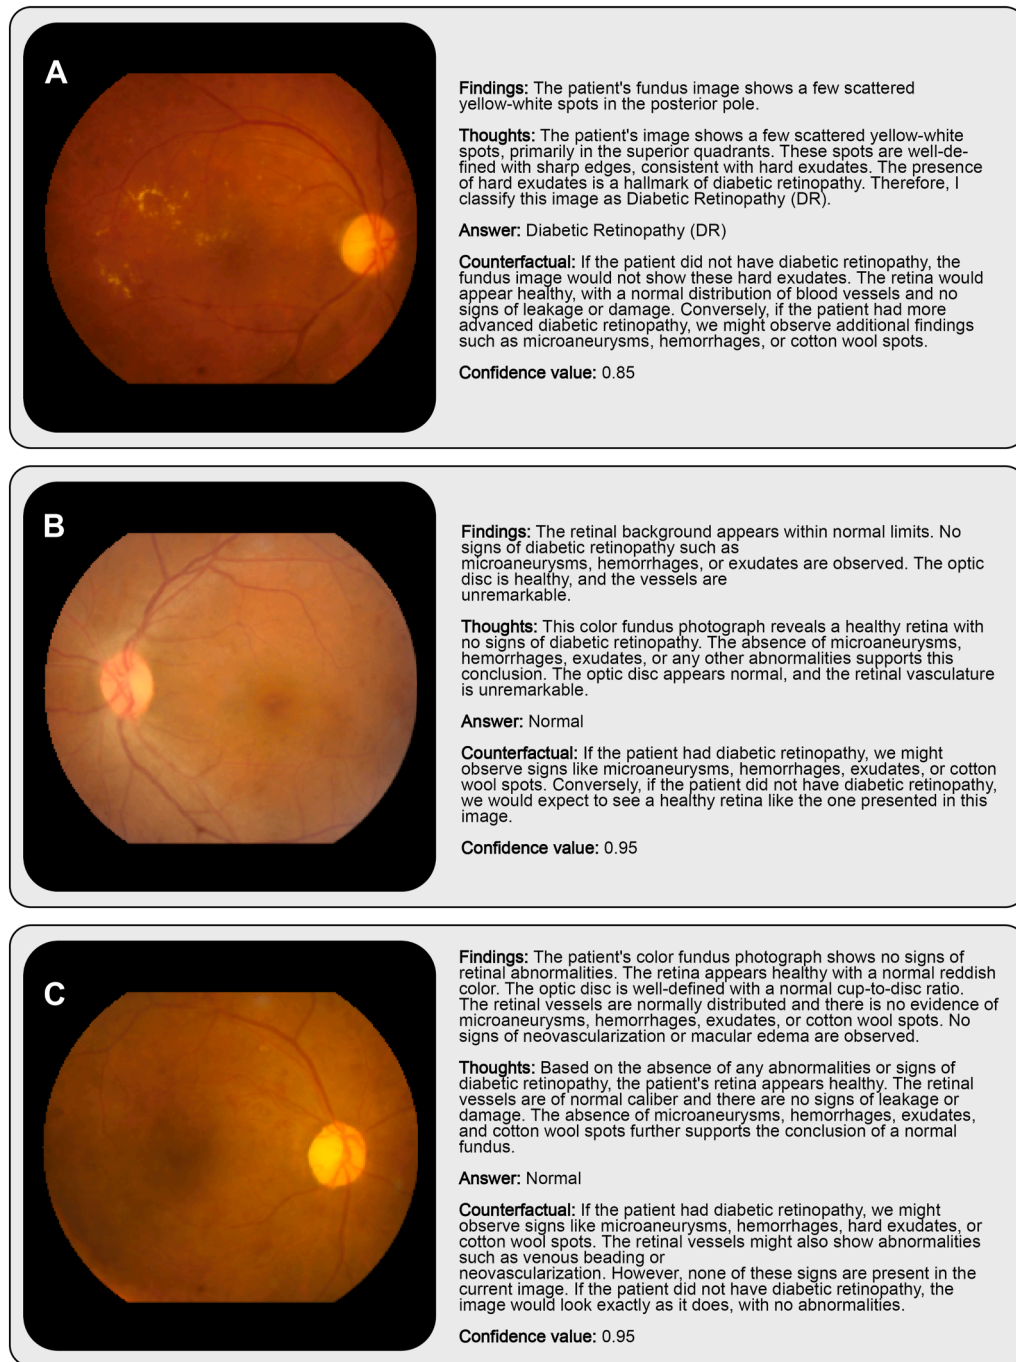 A
Findings: The patient's fundus image shows a few scattered
yellow-white spots in the posterior pole.
Thoughts: The patient's image shows a few scattered yellow-white
spots, primarily in the superior quadrants. These spots are well-de-
fined with sharp edges, consistent with hard exudates. The presence
of hard exudates is a hallmark of diabetic retinopathy. Therefore, I
classify this image as Diabetic Retinopathy (DR).
Answer: Diabetic Retinopathy (DR)
Counterfactual: If the patient did not have diabetic retinopathy, the
fundus image would not show these hard exudates. The retina would
appear healthy, with a normal distribution of blood vessels and no
signs of leakage or damage. Conversely, if the patient had more
advanced diabetic retinopathy, we might observe additional findings
such as microaneurysms, hemorrhages, or cotton wool spots.
Confidence value: 0.85
B
Findings: The retinal background appears within normal limits. No
signs of diabetic retinopathy such as
microaneurysms, hemorrhages, or exudates are observed. The optic
disc is healthy, and the vessels are
unremarkable.
Thoughts: This color fundus photograph reveals a healthy retina with
no signs of diabetic retinopathy. The absence of microaneurysms,
hemorrhages, exudates, or any other abnormalities supports this
conclusion. The optic disc appears normal, and the retinal vasculature
is unremarkable.
Answer: Normal
Counterfactual: If the patient had diabetic retinopathy, we might
observe signs like microaneurysms, hemorrhages, exudates, or cotton
wool spots. Conversely, if the patient did not have diabetic retinopathy,
we would expect to see a healthy retina like the one presented in this
image.
Confidence value: 0.95
C
Findings: The patient's color fundus photograph shows no signs of
retinal abnormalities. The retina appears healthy with a normal reddish
color. The optic disc is well-defined with a normal cup-to-disc ratio.
The retinal vessels are normally distributed and there is no evidence of
microaneurysms, hemorrhages, exudates, or cotton wool spots. No
signs of neovascularization or macular edema are observed.
Thoughts: Based on the absence of any abnormalities or signs of
diabetic retinopathy, the patient's retina appears healthy. The retinal
vessels are of normal caliber and there are no signs of leakage or
damage. The absence of microaneurysms, hemorrhages, exudates,
and cotton wool spots further supports the conclusion of a normal
fundus.
Answer: Normal
Counterfactual: If the patient had diabetic retinopathy, we might
observe signs like microaneurysms, hemorrhages, hard exudates, or
cotton wool spots. The retinal vessels might also show abnormalities
such as venous beading or
neovascularization. However, none of these signs are present in the
current image. If the patient did not have diabetic retinopathy, the
image would look exactly as it does, with no abnormalities.
Confidence value: 0.95